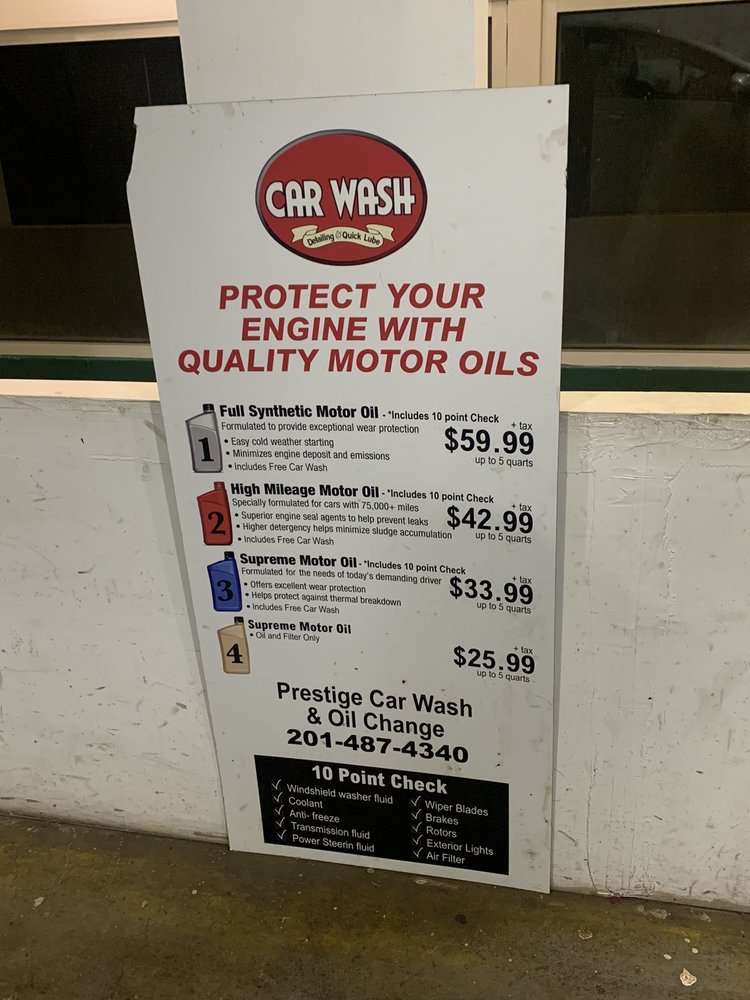 CAR WASH
Detailing & Quick Lube
PROTECT YOUR
ENGINE WITH
QUALITY MOTOR OILS
1
Full Synthetic Motor Oil - *Includes 10 point Check
Formulated to provide exceptional wear protection
• Easy cold weather starting
• Minimizes engine deposit and emissions
• Includes Free Car Wash
+ tax
$59.99
up to 5 quarts
2
High Mileage Motor Oil - *Includes 10 point Check
Specially formulated for cars with 75,000+ miles
• Superior engine seal agents to help prevent leaks
• Higher detergency helps minimize sludge accumulation
• Includes Free Car Wash
+ tax
$42.99
up to 5 quarts
3
Supreme Motor Oil - *Includes 10 point Check
Formulated for the needs of today's demanding driver
• Offers excellent wear protection
• Helps protect against thermal breakdown
• Includes Free Car Wash
+ tax
$33.99
up to 5 quarts
4
Supreme Motor Oil
• Oil and Filter Only
+ tax
$25.99
up to 5 quarts
Prestige Car Wash
& Oil Change
201-487-4340
10 Point Check
✓ Windshield washer fluid
✓ Coolant
✓ Anti- freeze
✓ Transmission fluid
✓ Power Steerin fluid
✓ Wiper Blades
✓ Brakes
✓ Rotors
✓ Exterior Lights
✓ Air Filter